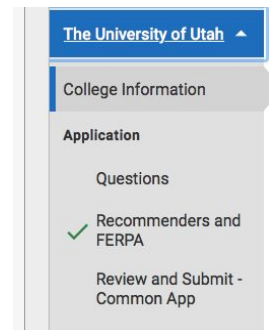 The University of Utah
College Information
Application
Questions
Recommenders and
FERPA
Review and Submit -
Common App